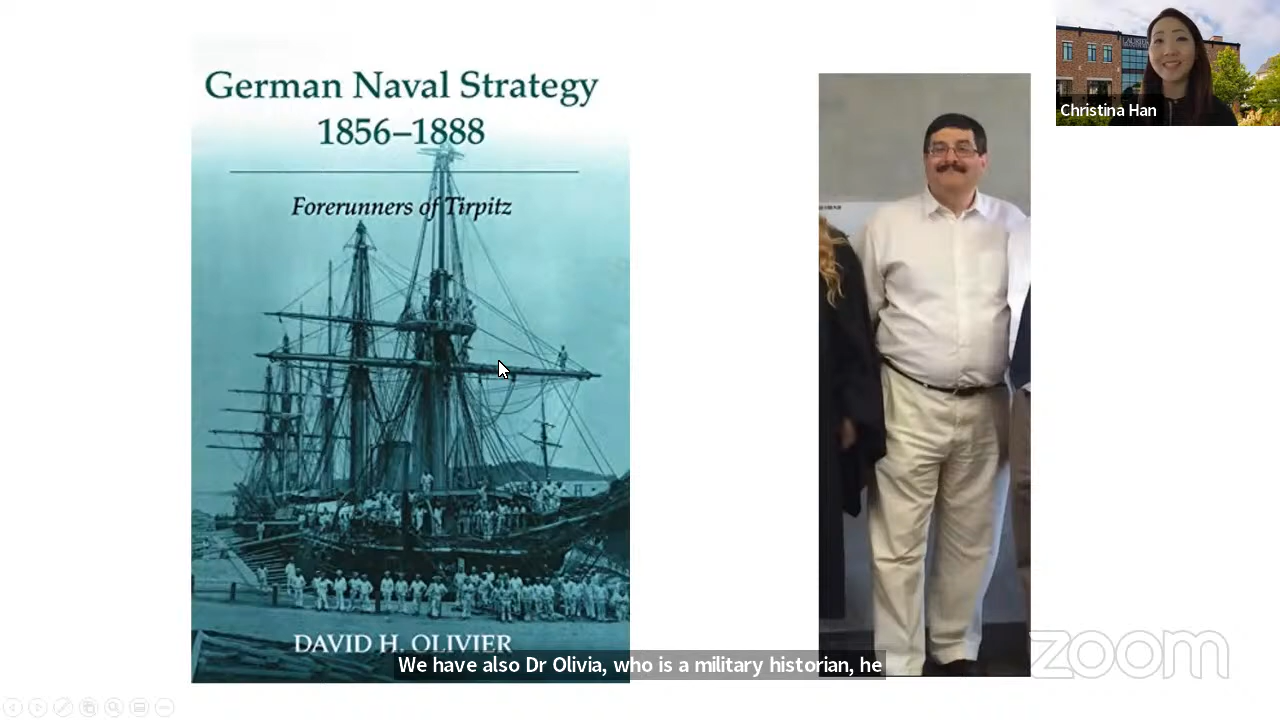 German Naval Strategy
1856–1888
Forerunners of Tirpitz
DAVID H. OLIVIER
We have also Dr Olivia, who is a military historian, he
Christina Han
zoom